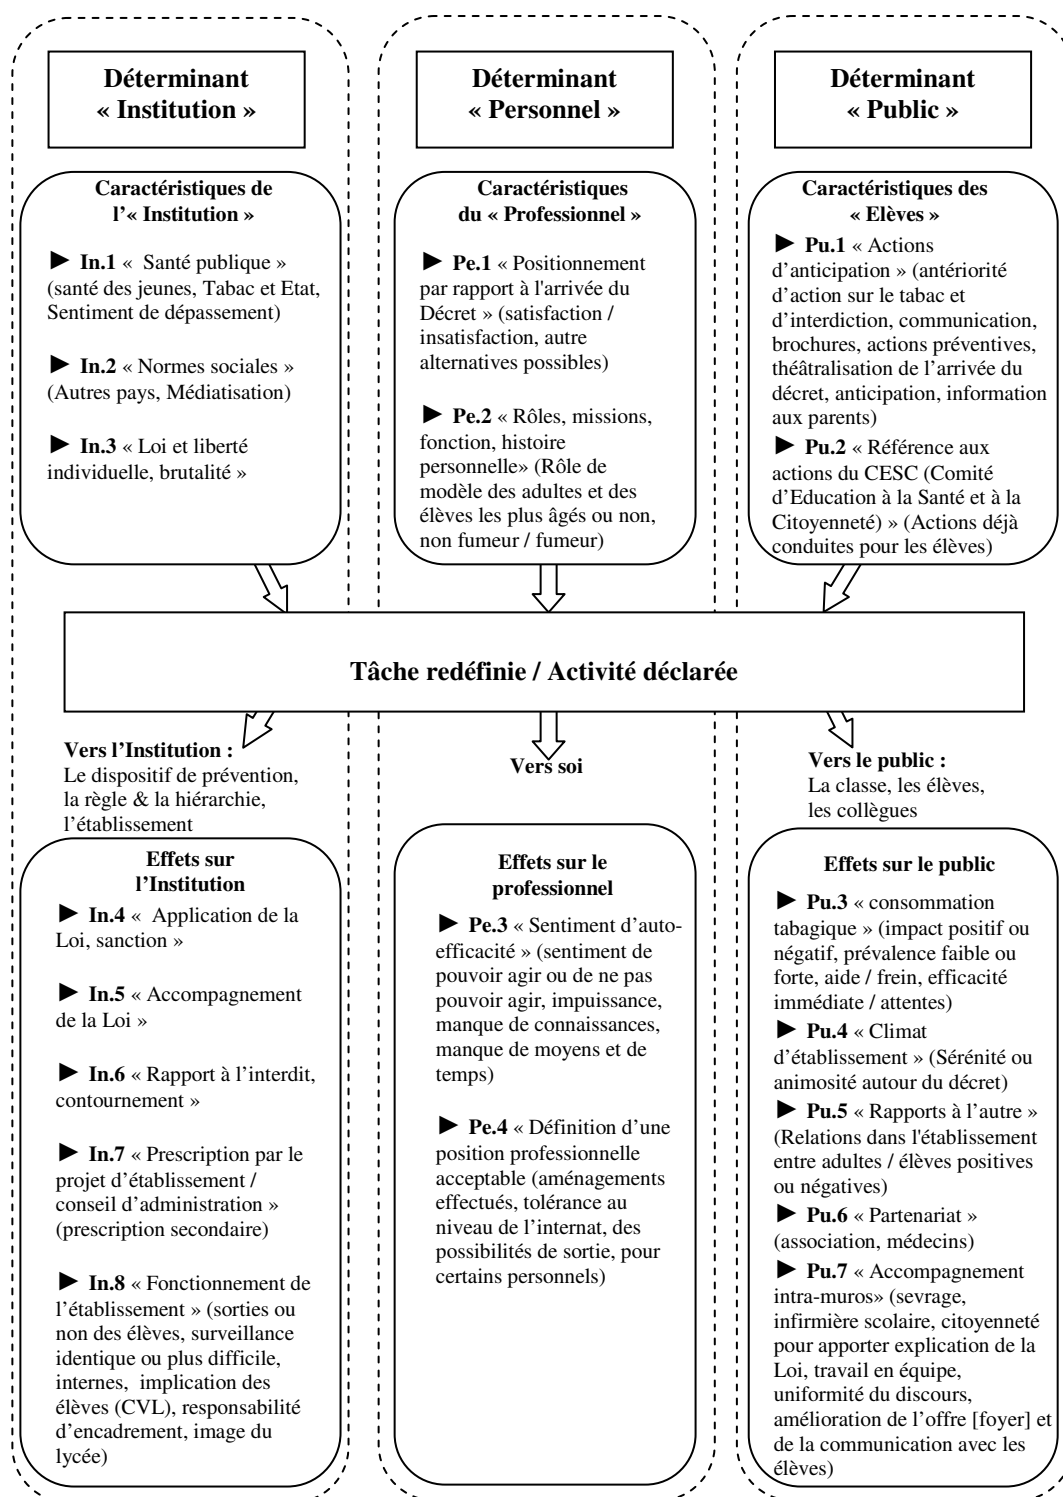 Déterminant
« Institution »
Caractéristiques de
l'« Institution »
► In.1 «  Santé publique »
(santé des jeunes, Tabac et Etat,
Sentiment de dépassement)
► In.2 « Normes sociales »
(Autres pays, Médiatisation)
► In.3 « Loi et liberté
individuelle, brutalité »
Déterminant
« Personnel »
Caractéristiques
du « Professionnel »
► Pe.1 « Positionnement
par rapport à l'arrivée du
Décret » (satisfaction /
insatisfaction, autre
alternatives possibles)
► Pe.2 « Rôles, missions,
fonction, histoire
personnelle» (Rôle de
modèle des adultes et des
élèves les plus âgés ou non,
non fumeur / fumeur)
Déterminant
« Public »
Caractéristiques des
« Elèves »
► Pu.1 « Actions
d'anticipation » (antériorité
d'action sur le tabac et
d'interdiction, communication,
brochures, actions préventives,
théâtralisation de l'arrivée du
décret, anticipation, information
aux parents)
► Pu.2 « Référence aux
actions du CESC (Comité
d'Education à la Santé et à la
Citoyenneté) » (Actions déjà
conduites pour les élèves)
Tâche redéfinie / Activité déclarée
Vers l'Institution :
Le dispositif de prévention,
la règle & la hiérarchie,
l'établissement
Effets sur
l'Institution
► In.4 «  Application de la
Loi, sanction »
► In.5 « Accompagnement
de la Loi »
► In.6 « Rapport à l'interdit,
contournement »
► In.7 « Prescription par le
projet d'établissement /
conseil d'administration »
(prescription secondaire)
► In.8 « Fonctionnement de
l'établissement » (sorties ou
non des élèves, surveillance
identique ou plus difficile,
internes,  implication des
élèves (CVL), responsabilité
d'encadrement, image du
lycée)
Vers soi
Effets sur le
professionnel
► Pe.3 « Sentiment d'auto-
efficacité » (sentiment de
pouvoir agir ou de ne pas
pouvoir agir, impuissance,
manque de connaissances,
manque de moyens et de
temps)
► Pe.4 « Définition d'une
position professionnelle
acceptable (aménagements
effectués, tolérance au
niveau de l'internat, des
possibilités de sortie, pour
certains personnels)
Vers le public :
La classe, les élèves,
les collègues
Effets sur le public
► Pu.3 « consommation
tabagique » (impact positif ou
négatif, prévalence faible ou
forte, aide / frein, efficacité
immédiate / attentes)
► Pu.4 « Climat
d'établissement » (Sérénité ou
animosité autour du décret)
► Pu.5 « Rapports à l'autre »
(Relations dans l'établissement
entre adultes / élèves positives
ou négatives)
► Pu.6 « Partenariat »
(association, médecins)
► Pu.7 « Accompagnement
intra-muros» (sevrage,
infirmière scolaire, citoyenneté
pour apporter explication de la
Loi, travail en équipe,
uniformité du discours,
amélioration de l'offre [foyer] et
de la communication avec les
élèves)